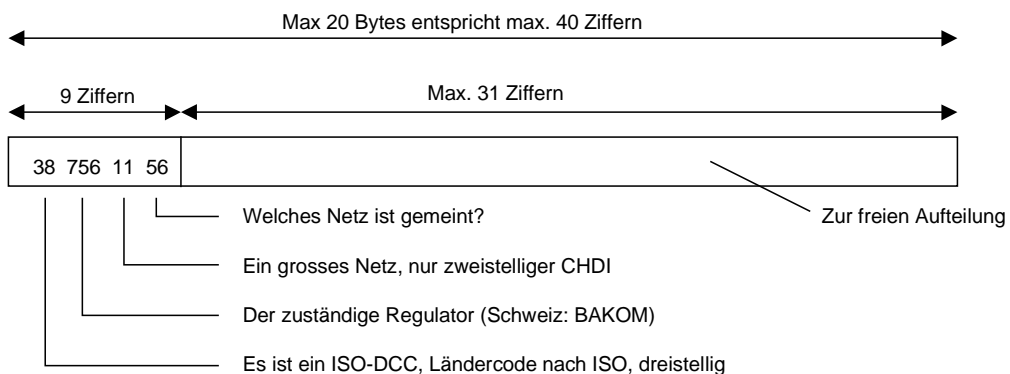 Max 20 Bytes entspricht max. 40 Ziffern
9 Ziffern
Max. 31 Ziffern
38 756 11 56
Welches Netz ist gemeint?
Zur freien Aufteilung
Ein grosses Netz, nur zweistelliger CHDI
Der zuständige Regulator (Schweiz: BAKOM)
Es ist ein ISO-DCC, Ländercode nach ISO, dreistellig